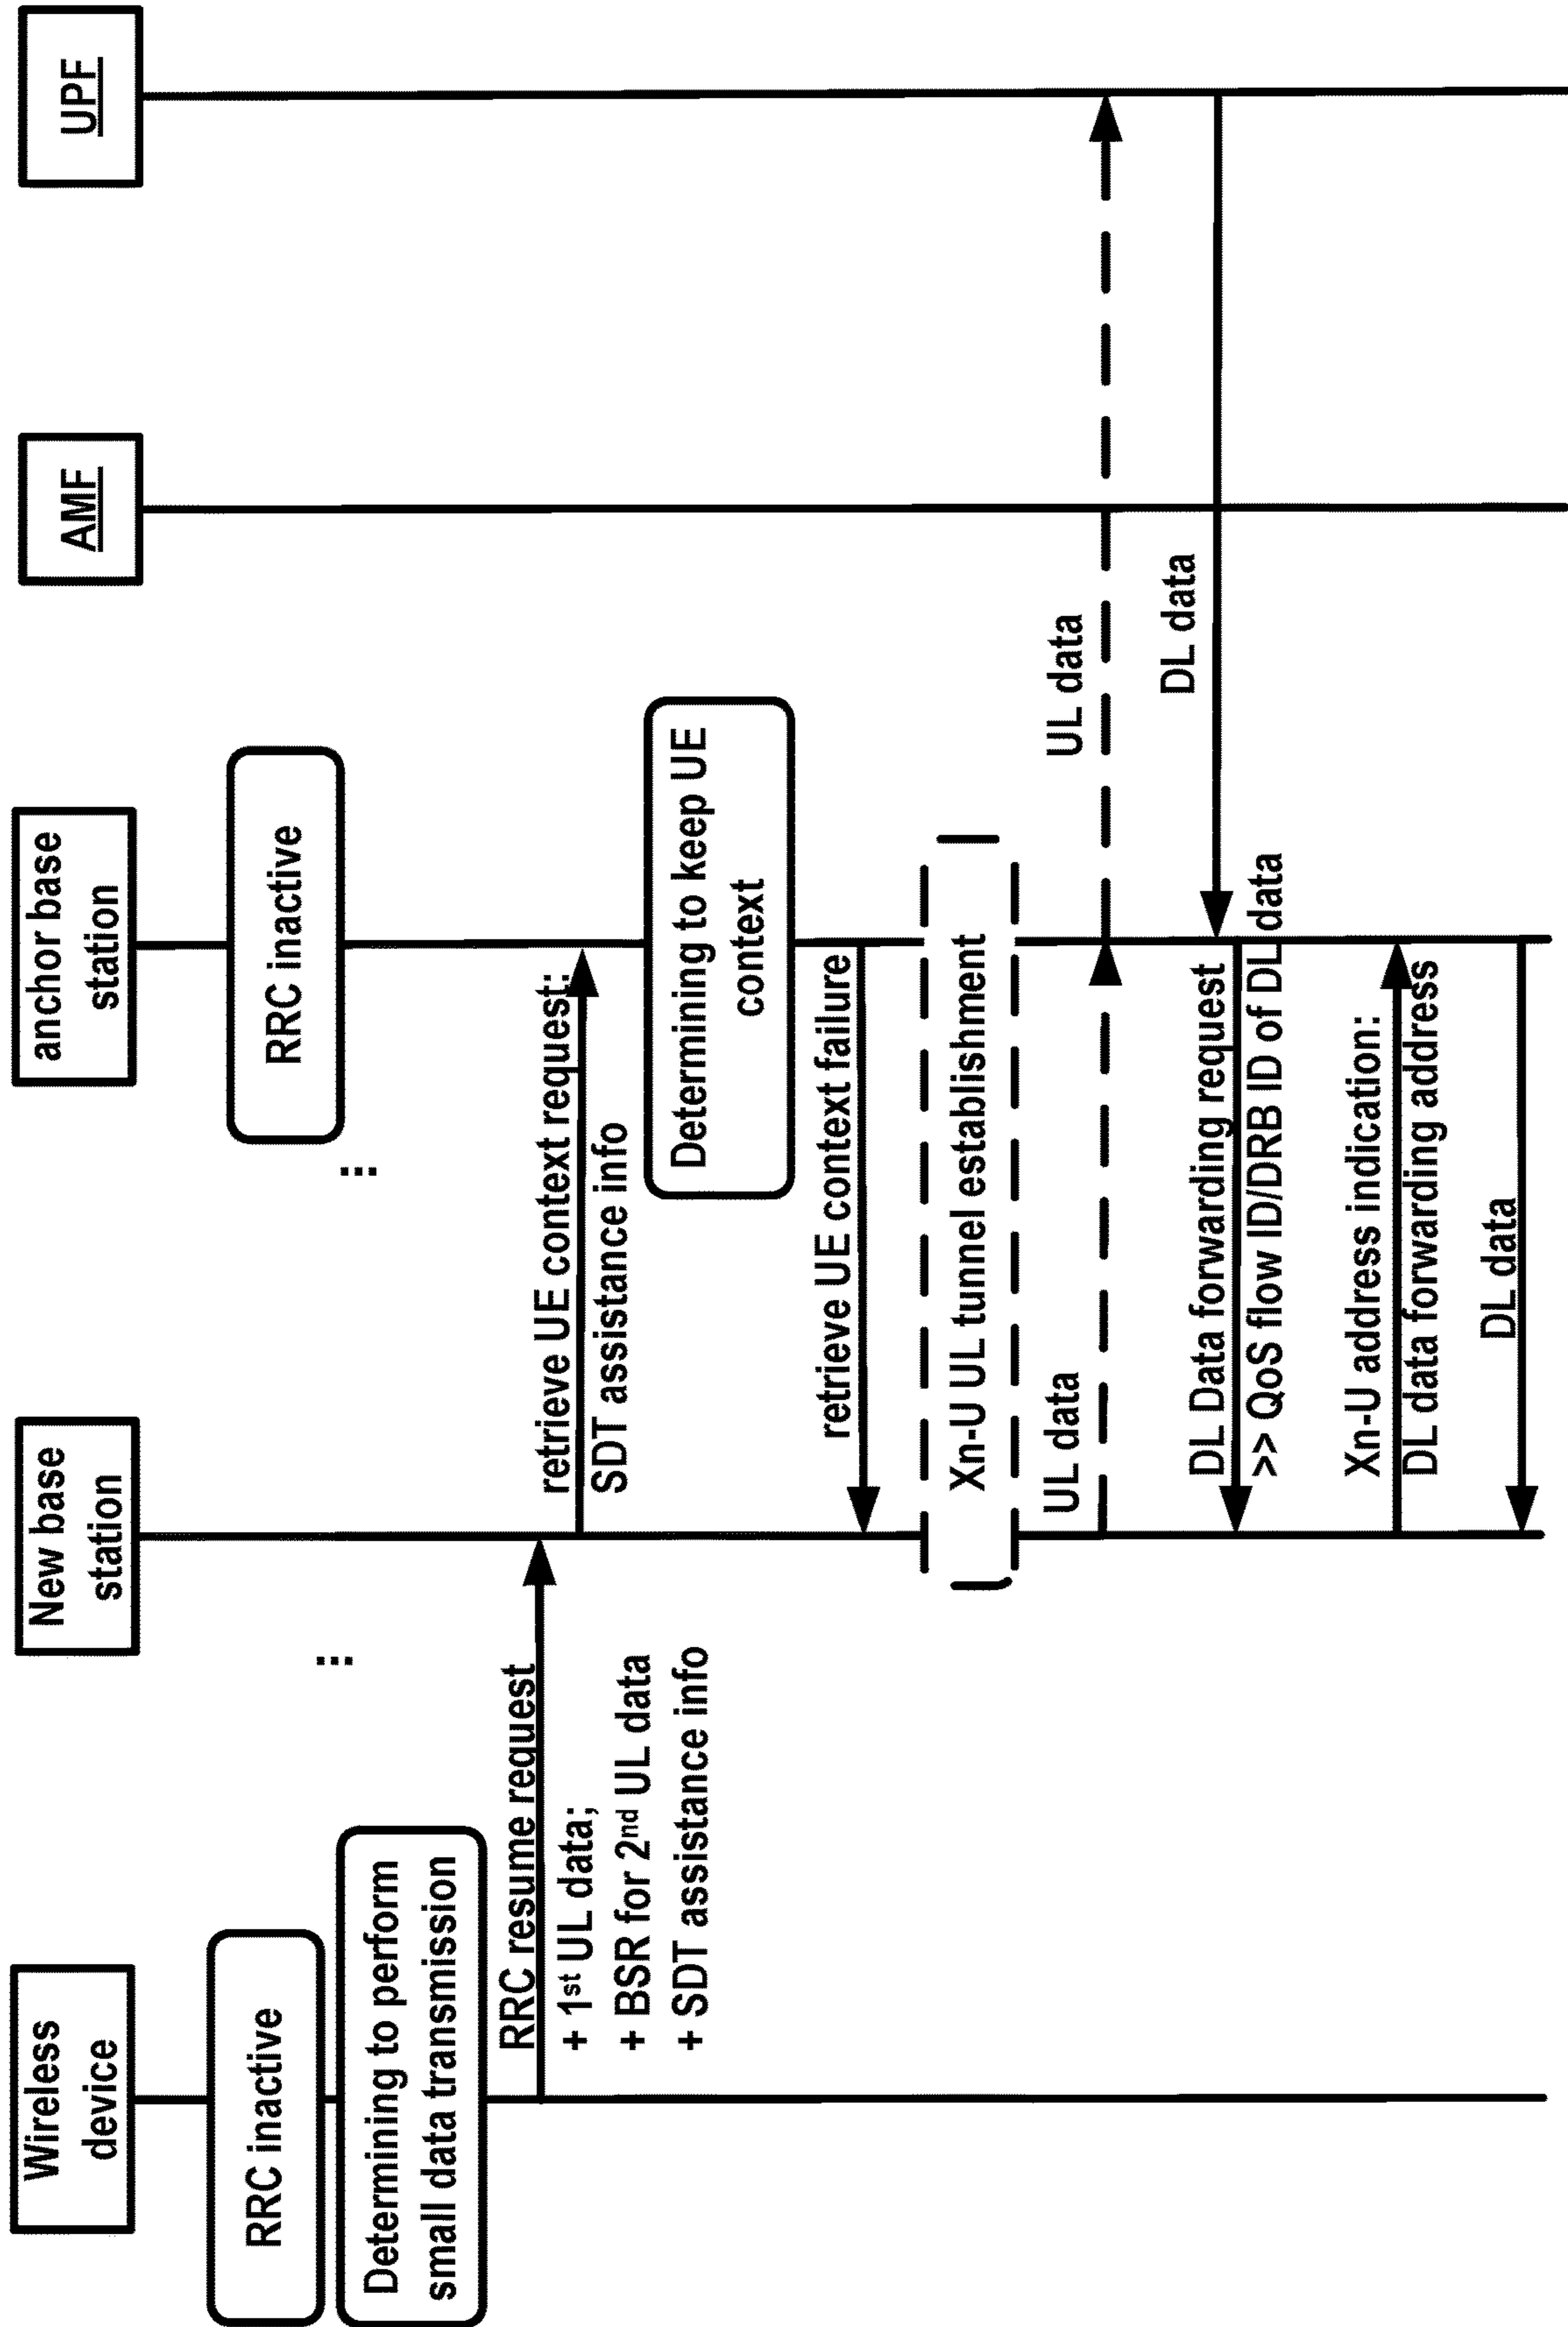 Wireless
device
New base
station
anchor base
station
AMF
UPF
RRC inactive
RRC inactive
...
...
Determining to perform
small data transmission
RRC resume request
+ 1st UL data;
+ BSR for 2nd UL data
+ SDT assistance info
retrieve UE context request:
SDT assistance info
Determining to keep UE
context
retrieve UE context failure
Xn-U UL tunnel establishment
UL data
UL data
DL data
DL Data forwarding request
>> QoS flow ID/DRB ID of DL data
Xn-U address indication:
DL data forwarding address
DL data